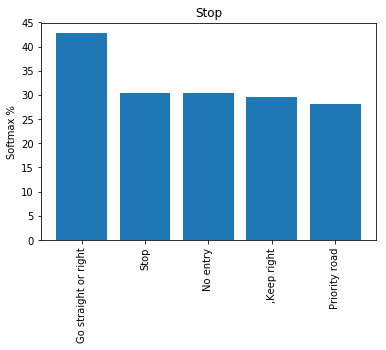 Stop
Softmax %
45
40
35
30
25
20
15
10
5
0
Go straight or right
Stop
No entry
,Keep right
Priority road